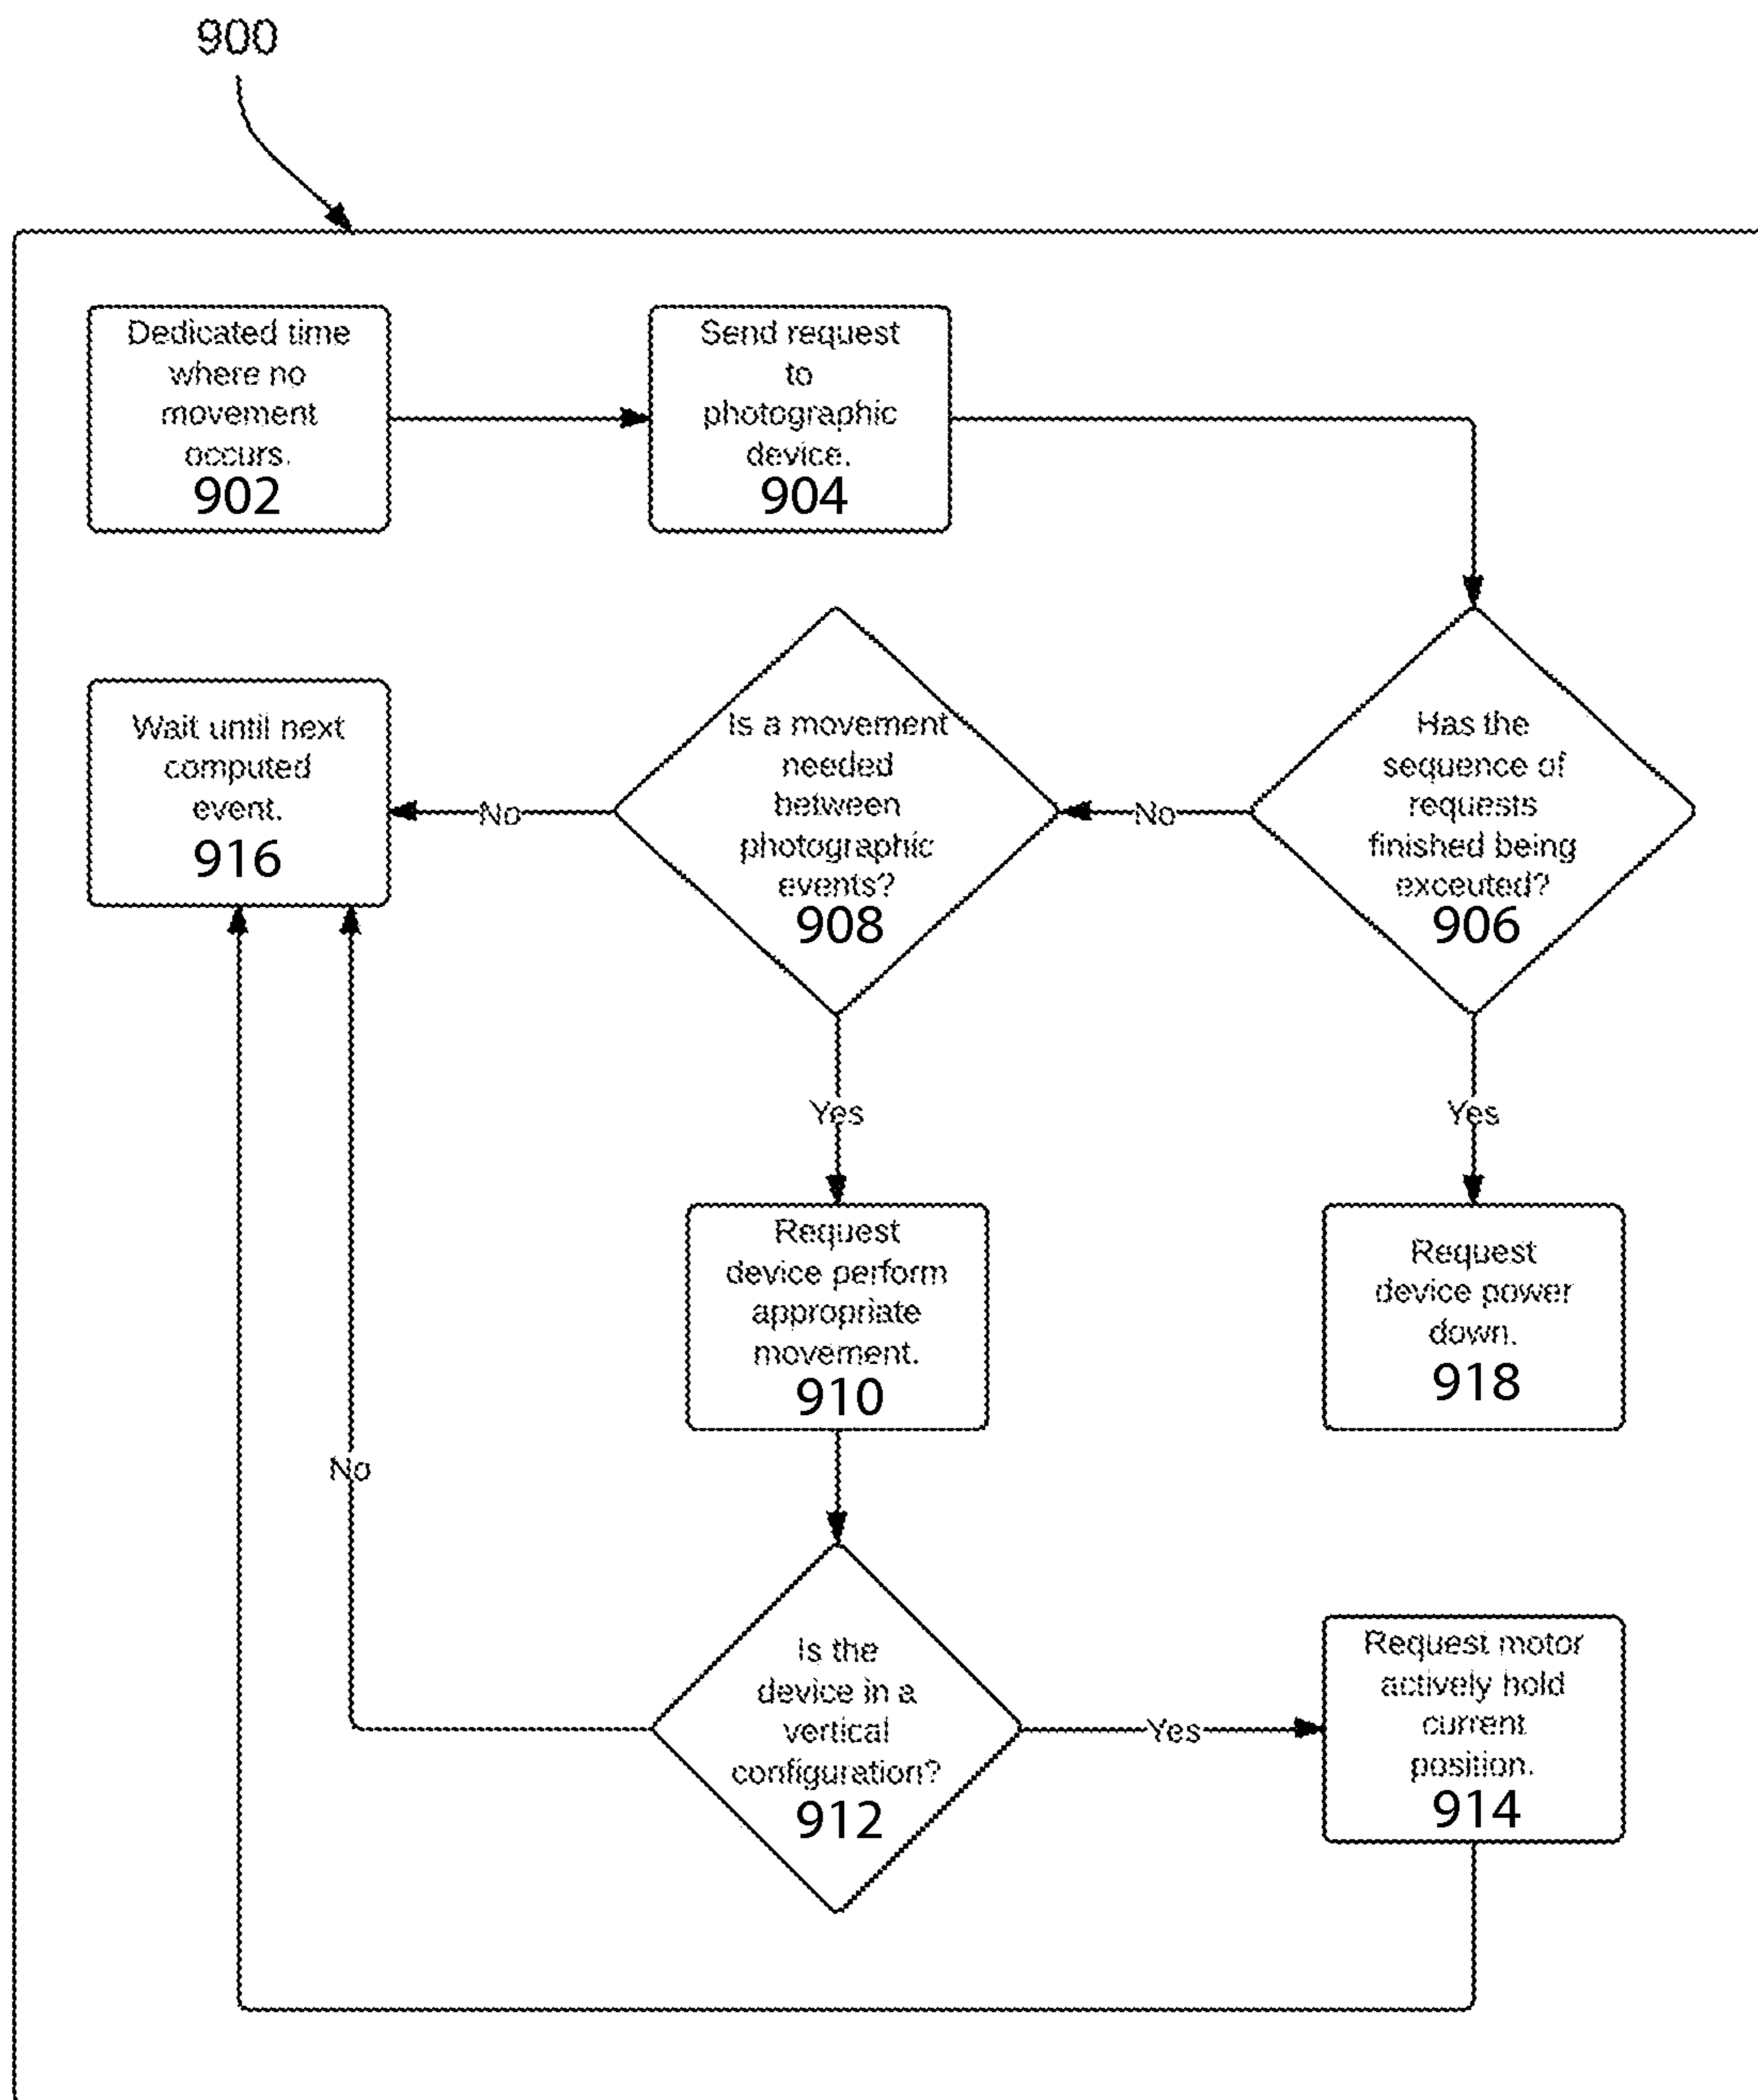 900
Dedicated time
where no
movement
occurs.
902
Send request
to
photographic
device.
904
Wait until next
computed
event.
916
No
Is a movement
needed
between
photographic
events?
908
No
Has the
sequence of
requests
finished being
exceuted?
906
Yes
Yes
Request
device perform
appropriate
movement.
910
Request
device power
down.
918
No
Is the
device in a
vertical
configuration?
912
Yes
Request motor
actively hold
current
position.
914